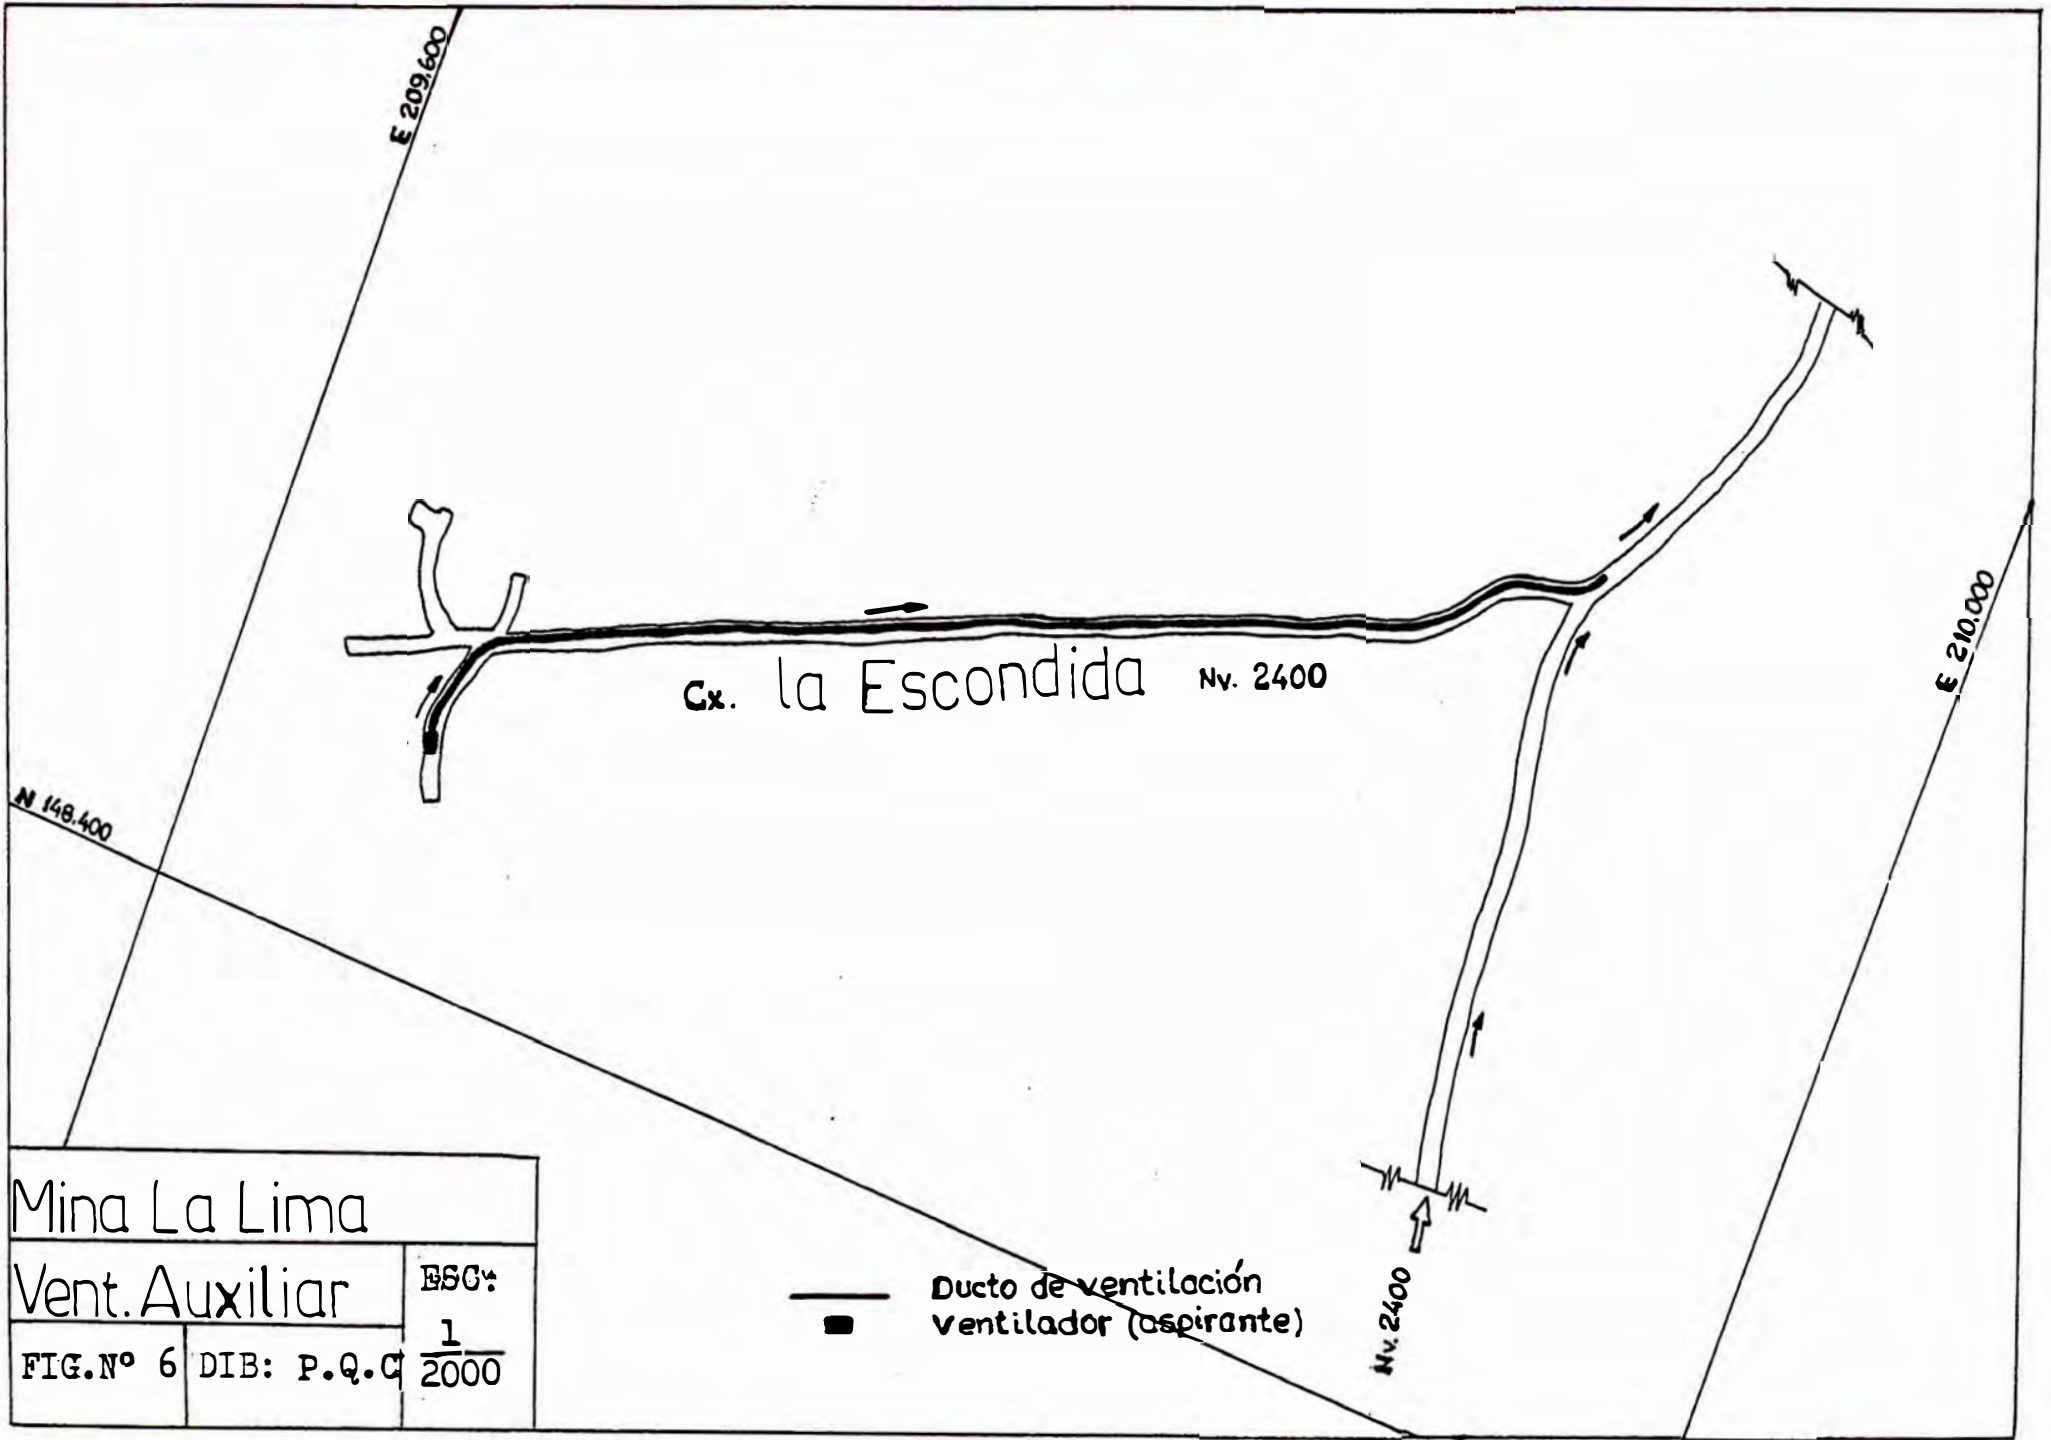 E 209.600
Cx. la Escondida Nv. 2400
E 210.000
N 148.400
Mina La Lima
Vent. Auxiliar
ESCª:
1
2000
FIG.Nº 6 DIB: P.Q.C
Ducto de ventilación
Ventilador (aspirante)
Nv. 2400